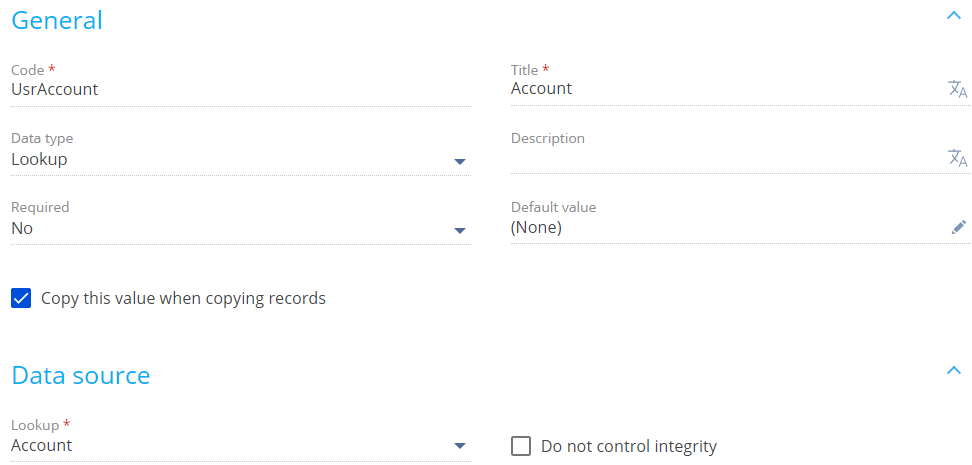 General
Code *
UsrAccount
Title *
Account
Data type
Lookup
Description
Required
No
Default value
(None)
Copy this value when copying records
Data source
Lookup *
Account
Do not control integrity